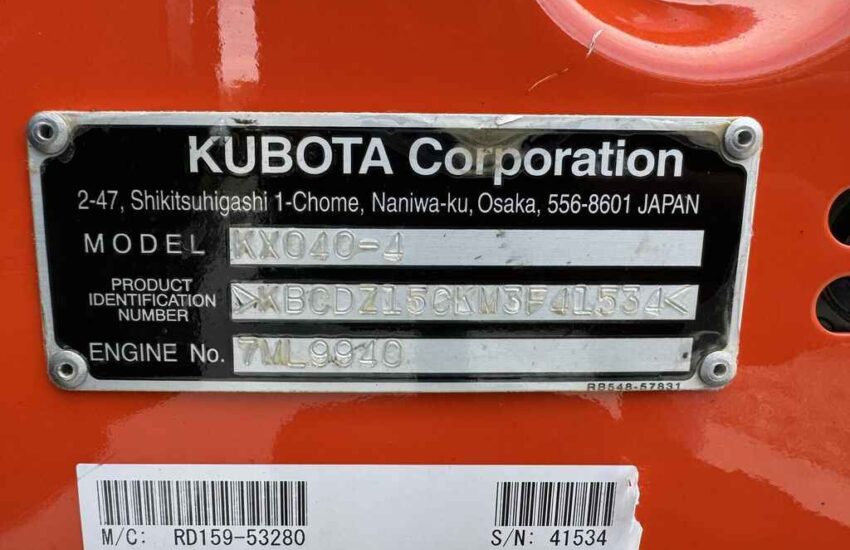 KUBOTA Corporation
2-47, Shikitsuhigashi 1-Chome, Naniwa-ku, Osaka, 556-8601 JAPAN
MODEL KX040-4
PRODUCT IDENTIFICATION NUMBER >KBCDZ15CKM3F41534<
ENGINE No. 7ML9940
RB548-57831
M/C: RD159-53280
S/N: 41534